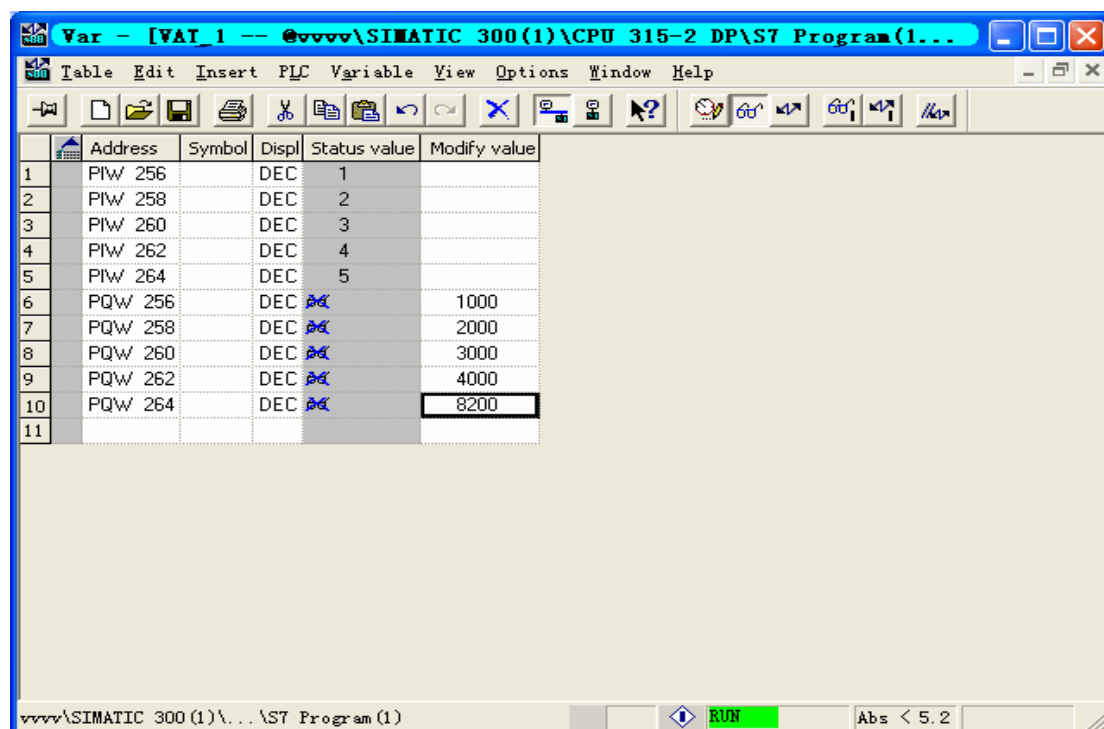 Var - [VAT_1 -- @vvvv\SIMATIC 300(1)\CPU 315-2 DP\S7 Program(1...
Table Edit Insert PLC Variable View Options Window Help
Address Symbol Displ Status value Modify value
1 PIW 256 DEC 1
2 PIW 258 DEC 2
3 PIW 260 DEC 3
4 PIW 262 DEC 4
5 PIW 264 DEC 5
6 PQW 256 DEC 1000
7 PQW 258 DEC 2000
8 PQW 260 DEC 3000
9 PQW 262 DEC 4000
10 PQW 264 DEC 8200
11
vvvv\SIMATIC 300(1)\...\S7 Program(1) RUN Abs < 5.2